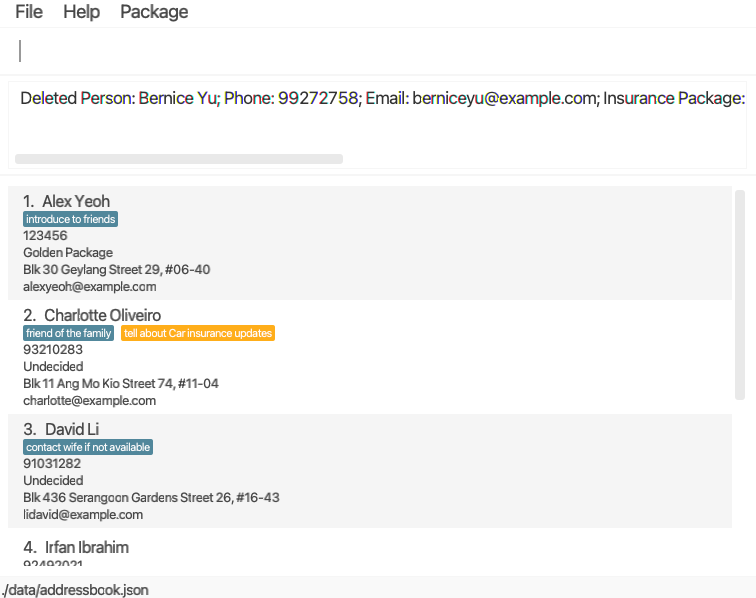 File Help Package
Deleted Person: Bernice Yu; Phone: 99272758; Email: berniceyu@example.com; Insurance Package:
1. Alex Yeoh
introduce to friends
123456
Golden Package
Blk 30 Geylang Street 29, #06-40
alexyeoh@example.com
2. Charlotte Oliveiro
friend of the family tell about Car insurance updates
93210283
Undecided
Blk 11 Ang Mo Kio Street 74, #11-04
charlotte@example.com
3. David Li
contact wife if not available
91031282
Undecided
Blk 436 Serangoon Gardens Street 26, #16-43
lidavid@example.com
4. Irfan Ibrahim
92492021
./data/addressbook.json